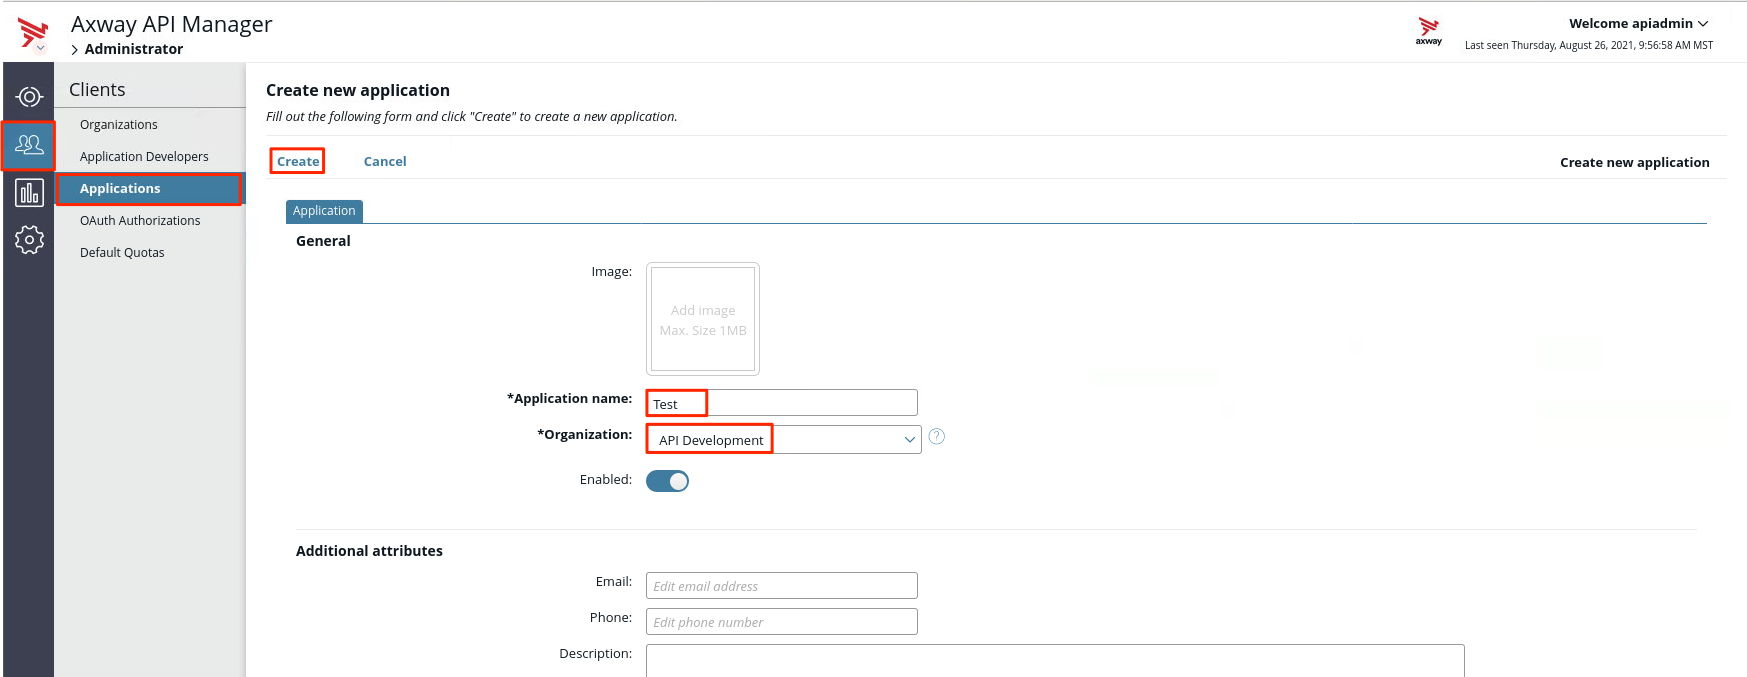 Axway API Manager
Administrator
axway
Welcome apiadmin
Last seen Thursday, August 26, 2021, 9:56:58 AM MST
Clients
Organizations
Application Developers
Applications
OAuth Authorizations
Default Quotas
Create new application
Fill out the following form and click "Create" to create a new application.
Create Cancel Create new application
Application
General
Image:
Add image
Max. Size 1MB
*Application name: Test
*Organization: API Development ?
Enabled:
Additional attributes
Email: Edit email address
Phone: Edit phone number
Description: